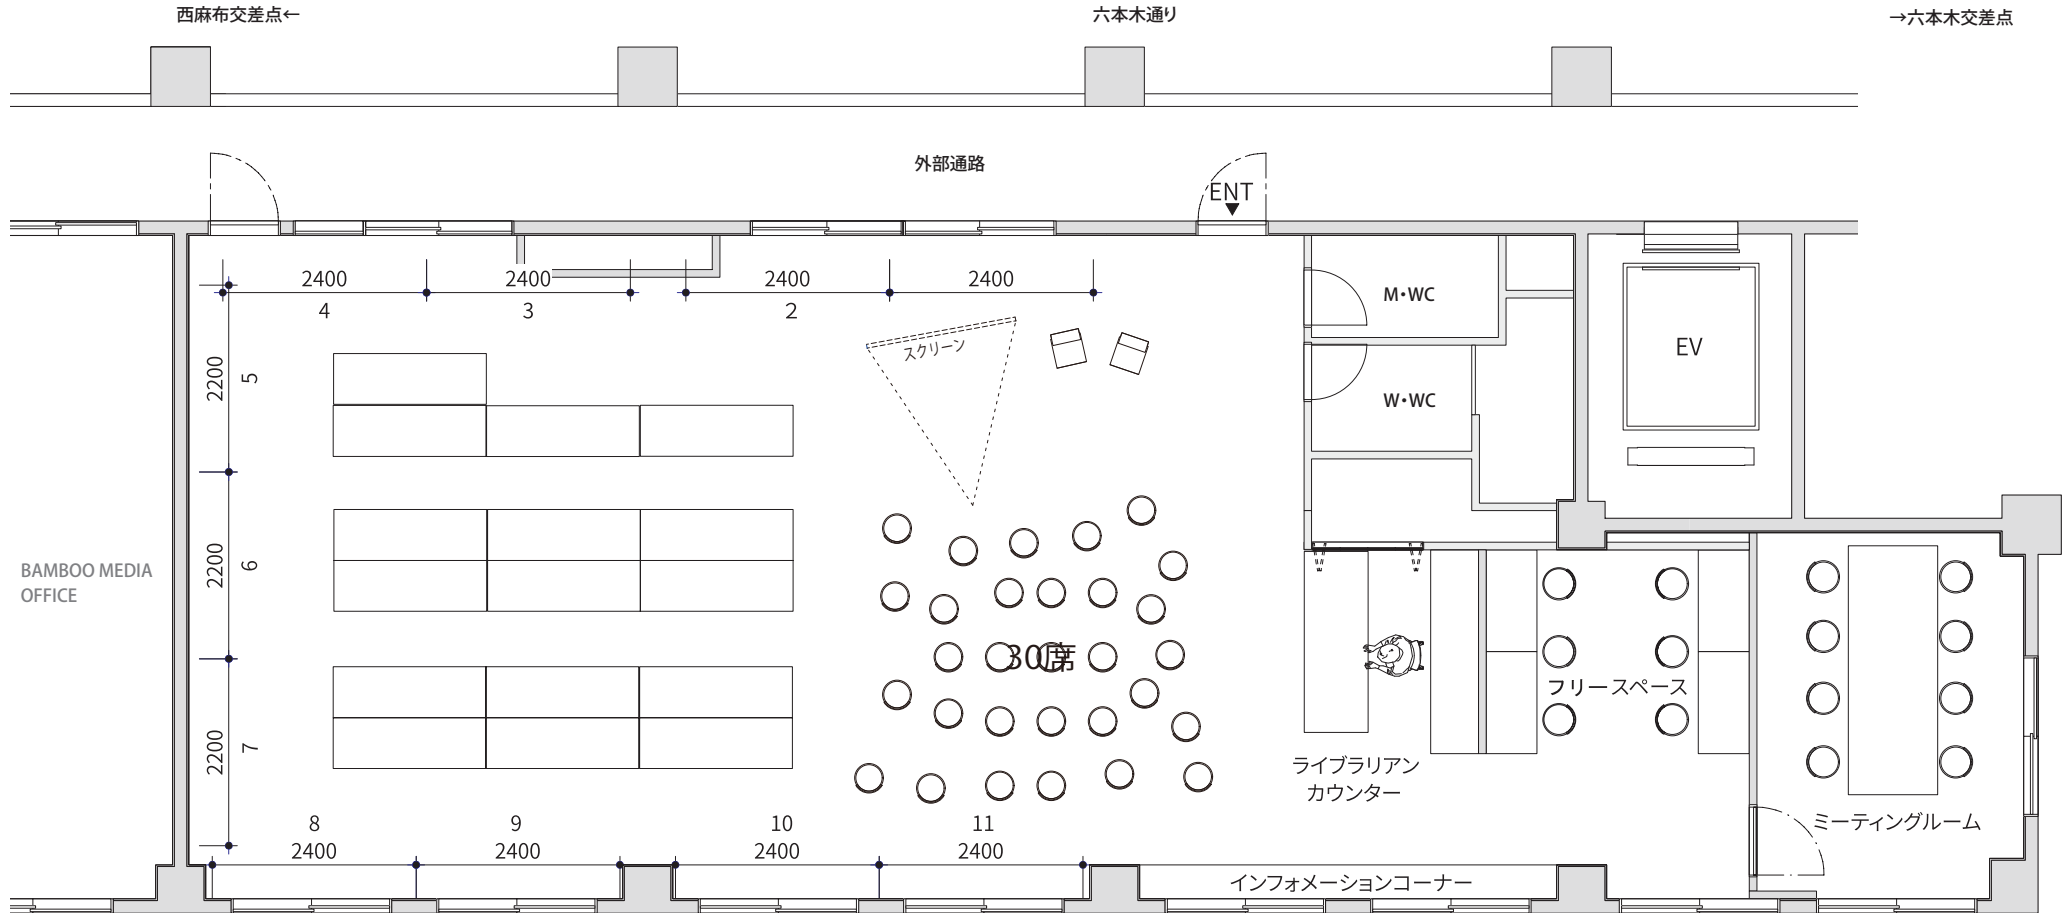 西麻布交差点←
六本木通り
→六本木交差点
外部通路
ENT
2400
2400
2400
2400
4
3
2
M・WC
スクリーン
EV
2200
5
W・WC
BAMBOO MEDIA
OFFICE
2200
6
30席
フリースペース
2200
7
ライブラリアン
カウンター
ミーティングルーム
8
9
10
11
2400
2400
2400
2400
インフォメーションコーナー